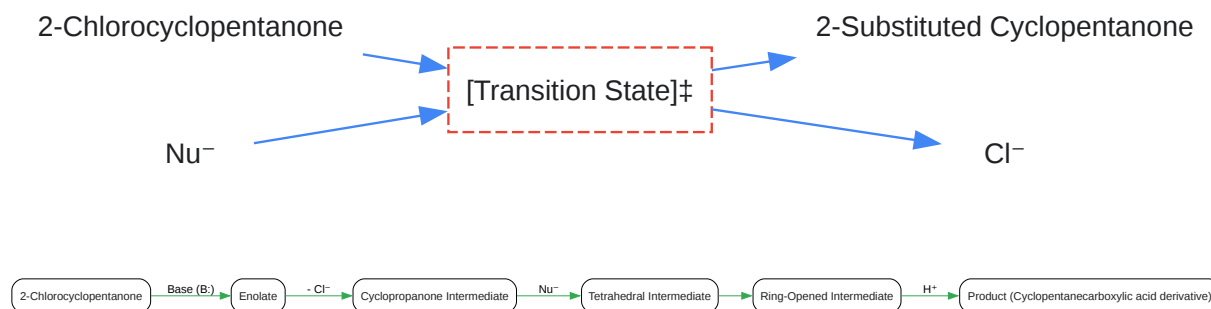 2-Chlorocyclopentanone
2-Substituted Cyclopentanone
[Transition State]‡
Nu⁻
Cl⁻
2-Chlorocyclopentanone
Base (B:)
Enolate
- Cl⁻
Cyclopropanone Intermediate
Nu⁻
Tetrahedral Intermediate
Ring-Opened Intermediate
H⁺
Product (Cyclopentanecarboxylic acid derivative)